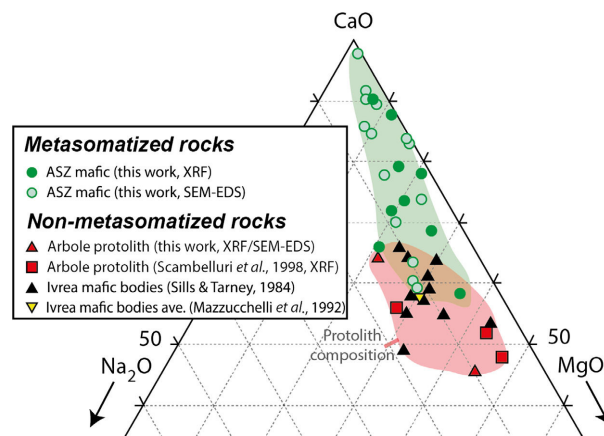 CaO
Metasomatized rocks
ASZ mafic (this work, XRF)
ASZ mafic (this work, SEM-EDS)
Non-metasomatized rocks
Arbole protolith (this work, XRF/SEM-EDS)
Arbole protolith (Scambelluri et al., 1998, XRF)
Ivrea mafic bodies (Sills & Tarney, 1984)
Ivrea mafic bodies ave. (Mazzucchelli et al., 1992)
Protolith
composition
50
50
Na2O
MgO